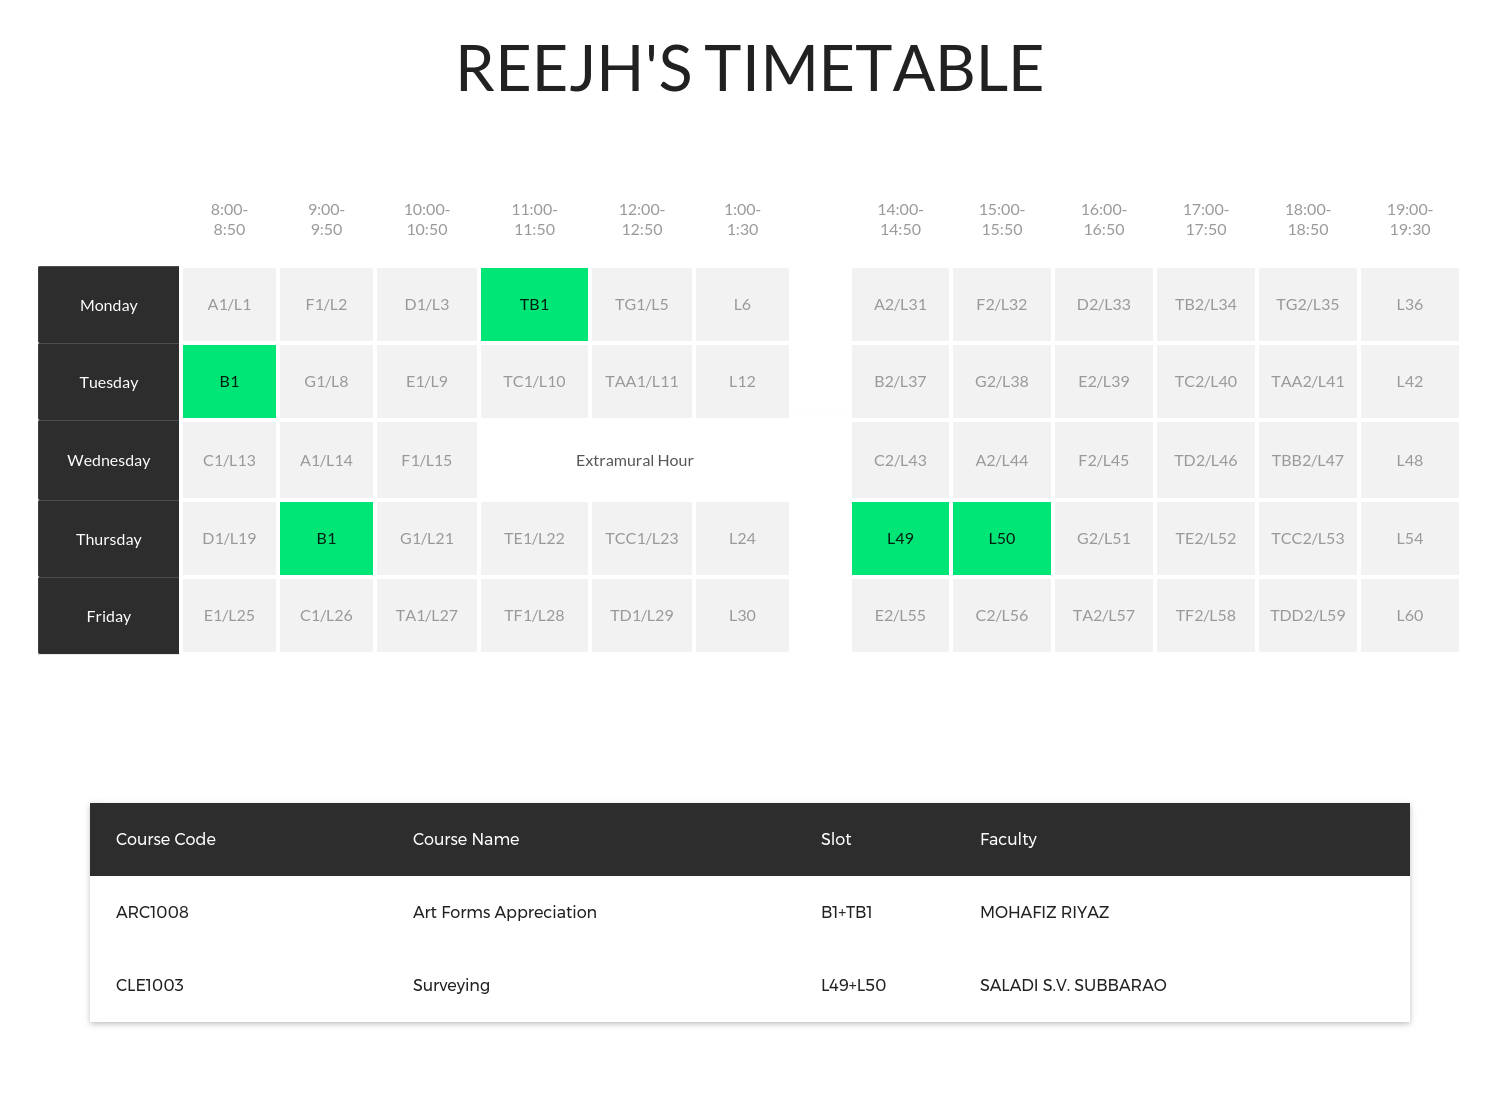 REEJH'S TIMETABLE
8:00- 9:00- 10:00- 11:00- 12:00- 1:00- 14:00- 15:00- 16:00- 17:00- 18:00- 19:00-
8:50 9:50 10:50 11:50 12:50 1:30 14:50 15:50 16:50 17:50 18:50 19:30
Monday A1/L1 F1/L2 D1/L3 TB1 TG1/L5 L6 A2/L31 F2/L32 D2/L33 TB2/L34 TG2/L35 L36
Tuesday B1 G1/L8 E1/L9 TC1/L10 TAA1/L11 L12 B2/L37 G2/L38 E2/L39 TC2/L40 TAA2/L41 L42
Wednesday C1/L13 A1/L14 F1/L15 Extramural Hour C2/L43 A2/L44 F2/L45 TD2/L46 TBB2/L47 L48
Thursday D1/L19 B1 G1/L21 TE1/L22 TCC1/L23 L24 L49 L50 G2/L51 TE2/L52 TCC2/L53 L54
Friday E1/L25 C1/L26 TA1/L27 TF1/L28 TD1/L29 L30 E2/L55 C2/L56 TA2/L57 TF2/L58 TDD2/L59 L60
Course Code Course Name Slot Faculty
ARC1008 Art Forms Appreciation B1+TB1 MOHAFIZ RIYAZ
CLE1003 Surveying L49+L50 SALADI S.V. SUBBARAO